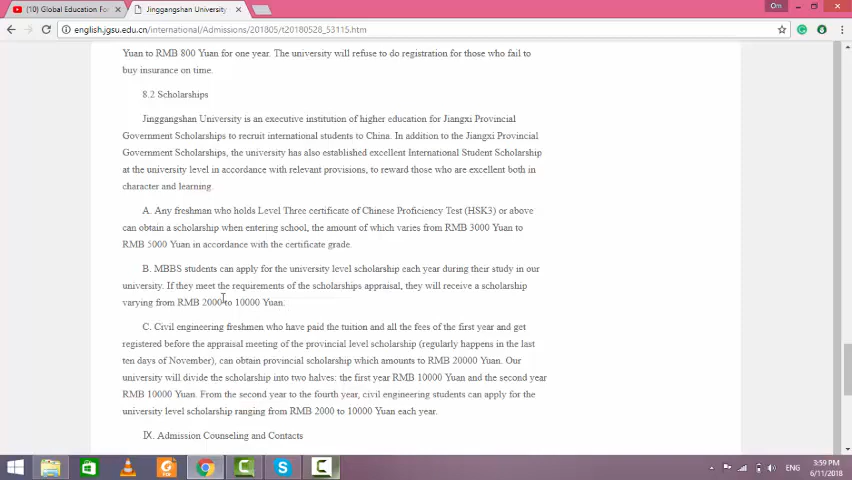 (10) Global Education For
Jinggangshan University
Om
english.jgsu.edu.cn/international/Admissions/201805/t20180528_53115.htm
Yuan to RMB 800 Yuan for one year. The university will refuse to do registration for those who fail to
buy insurance on time.
8.2 Scholarships
Jinggangshan University is an executive institution of higher education for Jiangxi Provincial
Government Scholarships to recruit international students to China. In addition to the Jiangxi Provincial
Government Scholarships, the university has also established excellent International Student Scholarship
at the university level in accordance with relevant provisions, to reward those who are excellent both in
character and learning.
A. Any freshman who holds Level Three certificate of Chinese Proficiency Test (HSK3) or above
can obtain a scholarship when entering school, the amount of which varies from RMB 3000 Yuan to
RMB 5000 Yuan in accordance with the certificate grade.
B. MBBS students can apply for the university level scholarship each year during their study in our
university. If they meet the requirements of the scholarships appraisal, they will receive a scholarship
varying from RMB 2000 to 10000 Yuan.
C. Civil engineering freshmen who have paid the tuition and all the fees of the first year and get
registered before the appraisal meeting of the provincial level scholarship (regularly happens in the last
ten days of November), can obtain provincial scholarship which amounts to RMB 20000 Yuan. Our
university will divide the scholarship into two halves: the first year RMB 10000 Yuan and the second year
RMB 10000 Yuan. From the second year to the fourth year, civil engineering students can apply for the
university level scholarship ranging from RMB 2000 to 10000 Yuan each year.
Ⅸ. Admission Counseling and Contacts
ENG
3:59 PM
6/11/2018